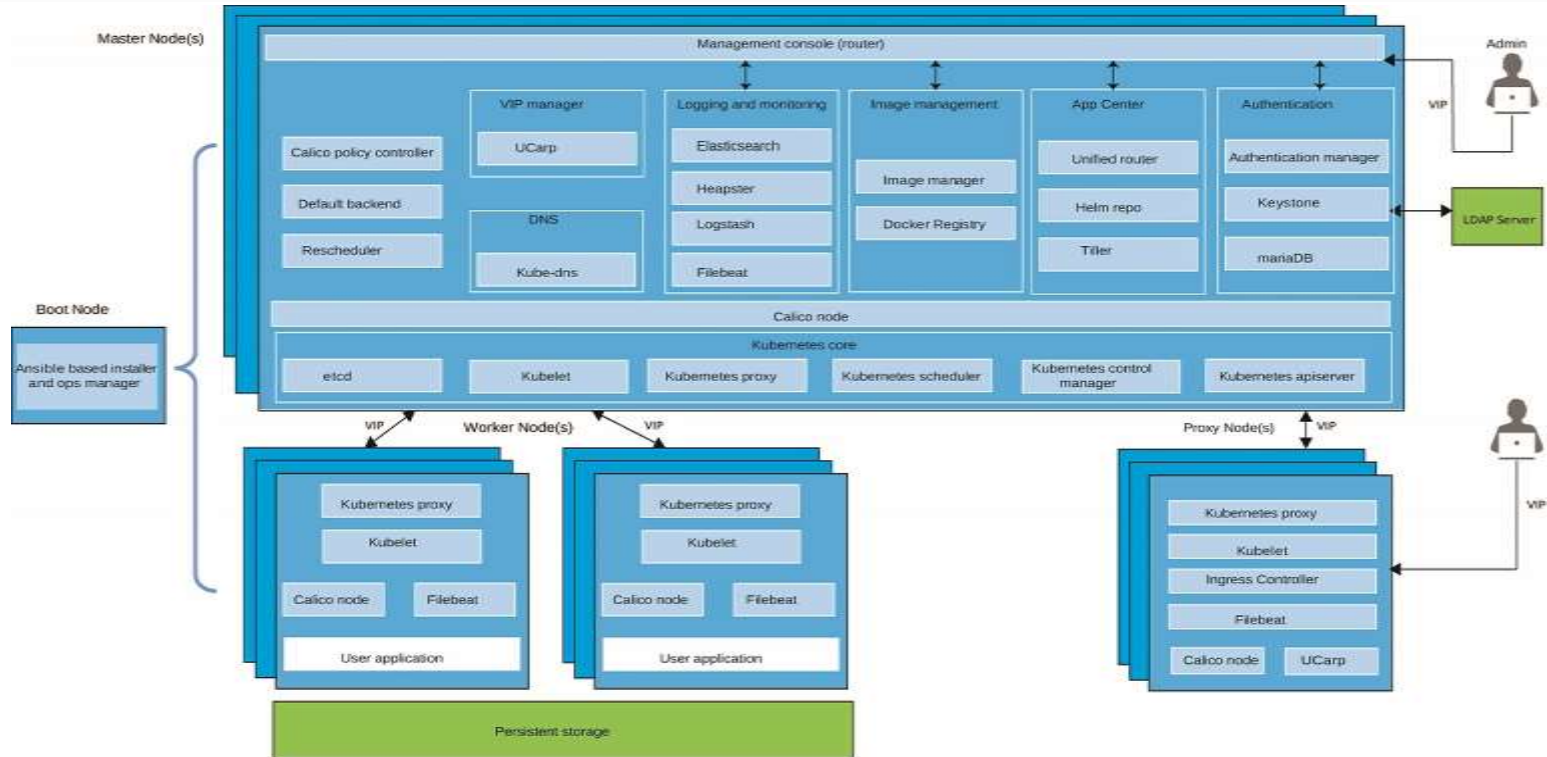 Master Node(s)
Management console (router)
Admin
VIP
VIP manager
UCarp
Logging and monitoring
Elasticsearch
Heapster
Logstash
Filebeat
Image management
Image manager
Docker Registry
App Center
Unified router
Helm repo
Tiller
Authentication
Authentication manager
Keystone
mariaDB
LDAP Server
Calico policy controller
Default backend
Rescheduler
DNS
Kube-dns
Boot Node
Ansible based installer
and ops manager
Calico node
Kubernetes core
etcd
Kubelet
Kubernetes proxy
Kubernetes scheduler
Kubernetes control
manager
Kubernetes apiserver
VIP
Worker Node(s)
VIP
Proxy Node(s)
VIP
VIP
Kubernetes proxy
Kubelet
Calico node
Filebeat
User application
Kubernetes proxy
Kubelet
Calico node
Filebeat
User application
Kubernetes proxy
Kubelet
Ingress Controller
Filebeat
Calico node
UCarp
Persistent storage